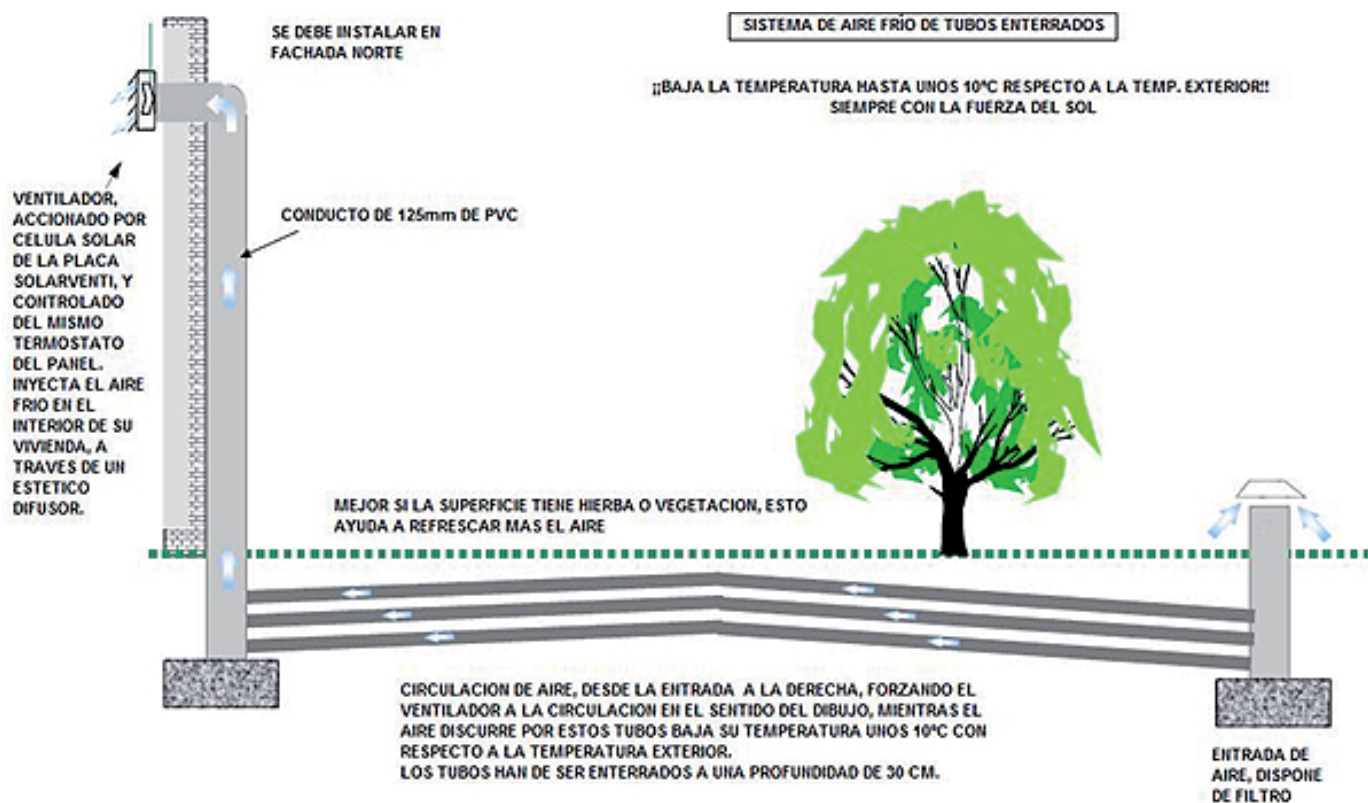 SE DEBE INSTALAR EN
FACHADA NORTE
SISTEMA DE AIRE FRÍO DE TUBOS ENTERRADOS
¡¡BAJA LA TEMPERATURA HASTA UNOS 10ºC RESPECTO A LA TEMP. EXTERIOR!!
SIEMPRE CON LA FUERZA DEL SOL
VENTILADOR,
ACCIONADO POR
CELULA SOLAR
DE LA PLACA
SOLARVENTI, Y
CONTROLADO
DEL MISMO
TERMOSTATO
DEL PANEL.
INYECTA EL AIRE
FRIO EN EL
INTERIOR DE SU
VIVIENDA, A
TRAVES DE UN
ESTETICO
DIFUSOR.
CONDUCTO DE 125mm DE PVC
MEJOR SI LA SUPERFICIE TIENE HIERBA O VEGETACION, ESTO
AYUDA A REFRESCAR MAS EL AIRE
CIRCULACION DE AIRE, DESDE LA ENTRADA A LA DERECHA, FORZANDO EL
VENTILADOR A LA CIRCULACION EN EL SENTIDO DEL DIBUJO, MIENTRAS EL
AIRE DISCURRE POR ESTOS TUBOS BAJA SU TEMPERATURA UNOS 10ºC CON
RESPECTO A LA TEMPERATURA EXTERIOR.
LOS TUBOS HAN DE SER ENTERRADOS A UNA PROFUNDIDAD DE 30 CM.
ENTRADA DE
AIRE, DISPONE
DE FILTRO